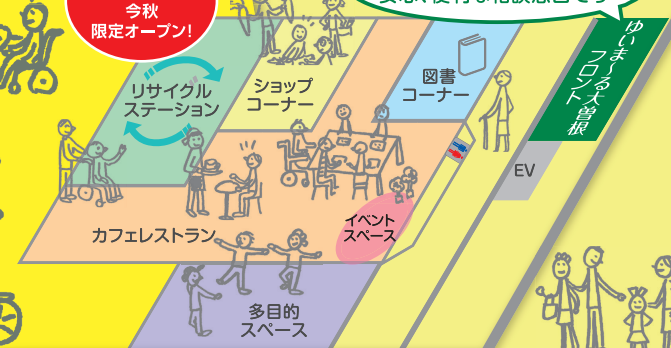 今秋
限定オープン!
リサイクル
ステーション
ショップ
コーナー
図書
コーナー
ゆいま～る大曽根
フロント
EV
カフェレストラン
イベント
スペース
多目的
スペース